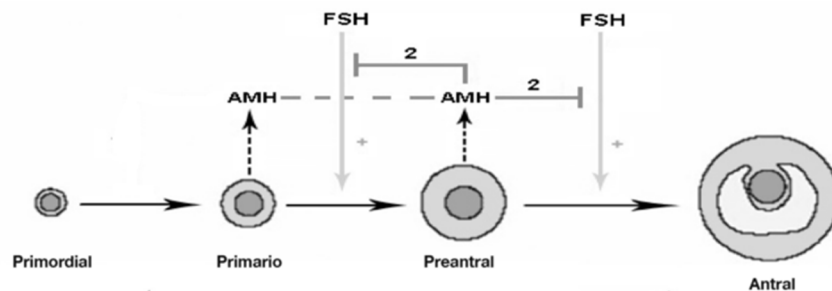 FSH
FSH
2
2
AMH
AMH
+
+
Primordial
Primario
Preantral
Antral